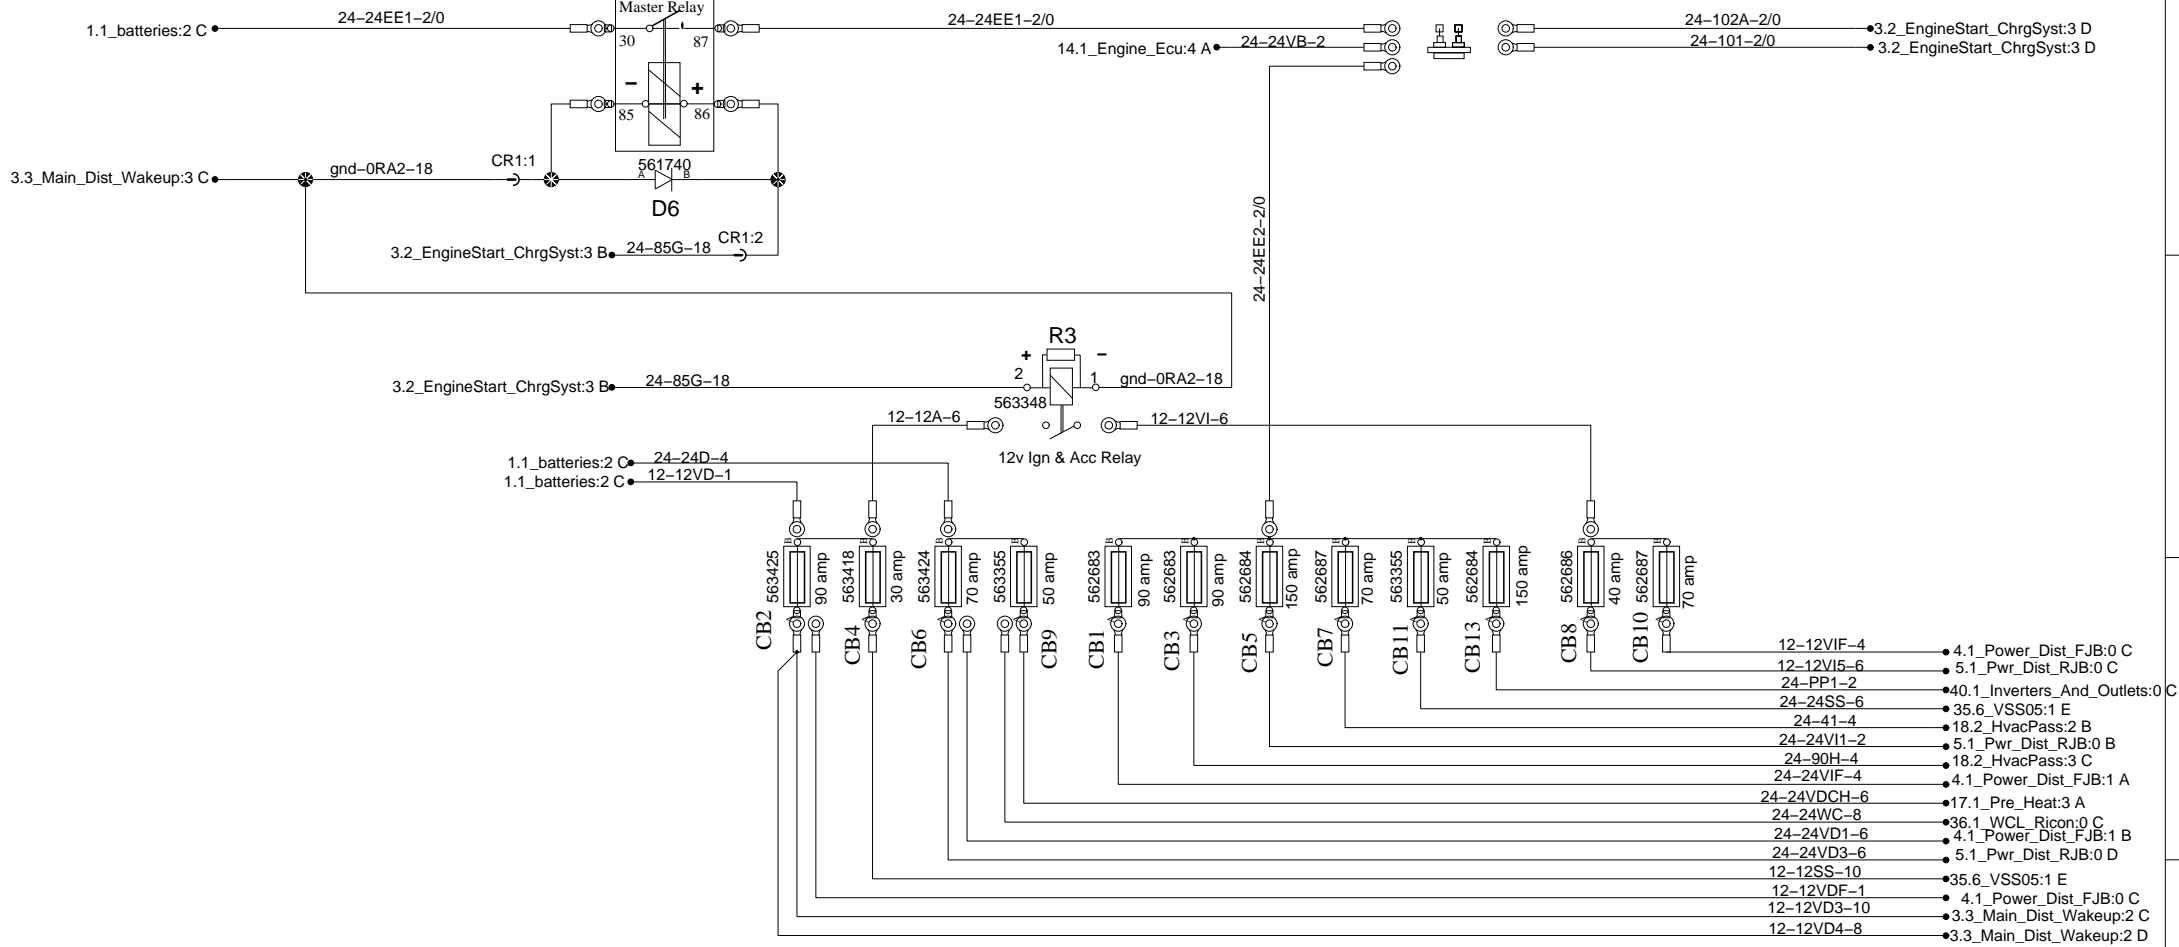 Master Relay
24-24EE1-2/0
24-24EE1-2/0
24-102A-2/0
1.1_batteries:2 C
3.2_EngineStart_ChrgSyst:3 D
30
87
14.1_Engine_Ecu:4 A
24-24VB-2
24-101-2/0
3.2_EngineStart_ChrgSyst:3 D
- +
85
86
3.3_Main_Dist_Wakeup:3 C
gnd-0RA2-18
CR1:1
561740
A
B
D6
3.2_EngineStart_ChrgSyst:3 B
24-85G-18
CR1:2
24-24EE2-2/0
R3
+ -
3.2_EngineStart_ChrgSyst:3 B
24-85G-18
2
1
gnd-0RA2-18
563348
12-12A-6
12-12VI-6
12v Ign & Acc Relay
1.1_batteries:2 C
24-24D-4
1.1_batteries:2 C
12-12VD-1
B
563425
90 amp
A
CB2
B
563418
30 amp
A
CB4
B
563424
70 amp
A
CB6
B
563355
50 amp
A
CB9
B
562683
90 amp
A
CB1
B
562683
90 amp
A
CB3
B
562684
150 amp
A
CB5
B
562687
70 amp
A
CB7
B
563355
50 amp
A
CB11
B
562684
150 amp
A
CB13
B
562686
40 amp
A
CB8
B
562687
70 amp
A
CB10
12-12VIF-4
4.1_Power_Dist_FJB:0 C
12-12VI5-6
5.1_Pwr_Dist_RJB:0 C
24-PP1-2
40.1_Inverters_And_Outlets:0 C
24-24SS-6
35.6_VSS05:1 E
24-41-4
18.2_HvacPass:2 B
24-24VI1-2
5.1_Pwr_Dist_RJB:0 B
24-90H-4
18.2_HvacPass:3 C
24-24VIF-4
4.1_Power_Dist_FJB:1 A
24-24VDCH-6
17.1_Pre_Heat:3 A
24-24WC-8
36.1_WCL_Ricon:0 C
24-24VD1-6
4.1_Power_Dist_FJB:1 B
24-24VD3-6
5.1_Pwr_Dist_RJB:0 D
12-12SS-10
35.6_VSS05:1 E
12-12VDF-1
4.1_Power_Dist_FJB:0 C
12-12VD3-10
3.3_Main_Dist_Wakeup:2 C
12-12VD4-8
3.3_Main_Dist_Wakeup:2 D